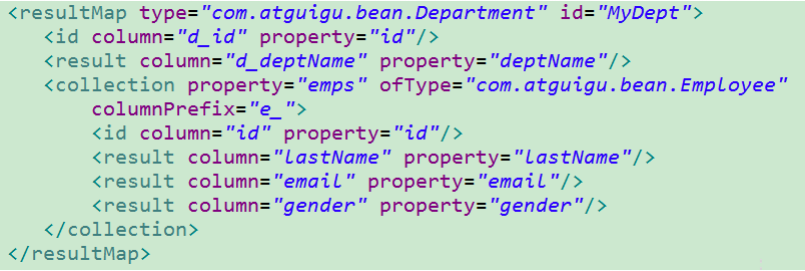 <resultMap type="com.atguigu.bean.Department" id="MyDept">
<id column="d_id" property="id"/>
<result column="d_deptName" property="deptName"/>
<collection property="emps" ofType="com.atguigu.bean.Employee"
columnPrefix="e_">
<id column="id" property="id"/>
<result column="lastName" property="lastName"/>
<result column="email" property="email"/>
<result column="gender" property="gender"/>
</collection>
</resultMap>